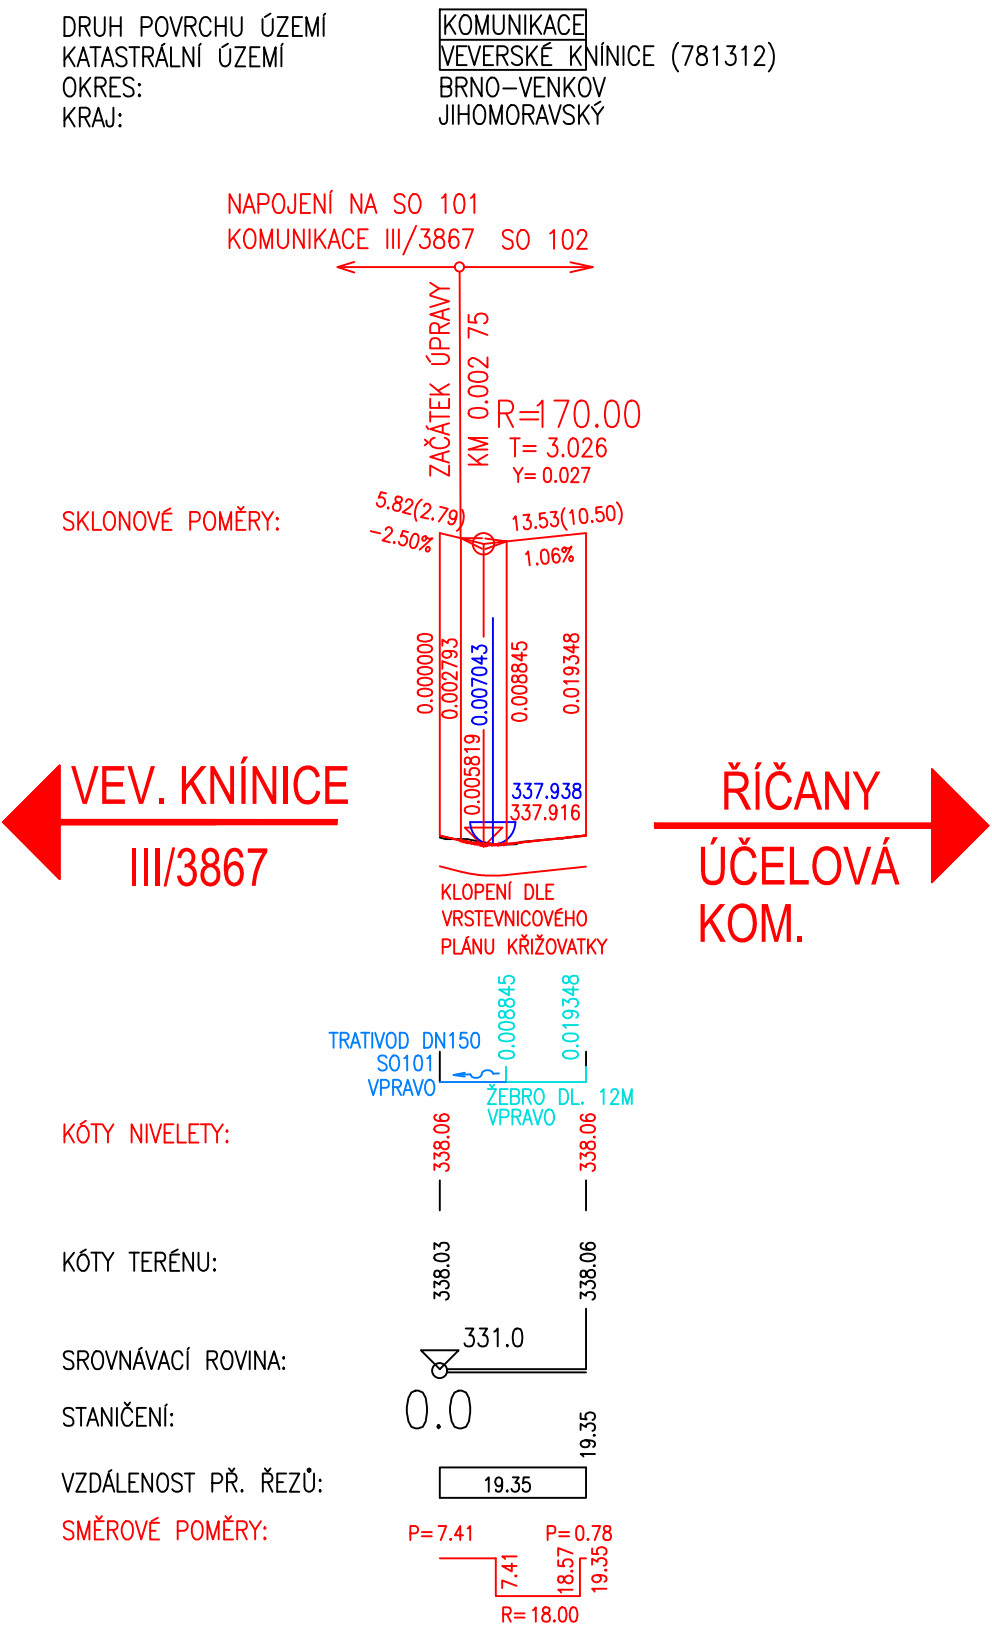 DRUH POVRCHU ÚZEMÍ KOMUNIKACE
KATASTRÁLNÍ ÚZEMÍ VEVERSKÉ KNÍNICE (781312)
OKRES: BRNO-VENKOV
KRAJ: JIHOMORAVSKÝ
NAPOJENÍ NA SO 101
KOMUNIKACE III/3867 SO 102
ZAČÁTEK ÚPRAVY
KM 0.002 75
R=170.00
T= 3.026
Y= 0.027
SKLONOVÉ POMĚRY:
5.82(2.79)
-2.50%
13.53(10.50)
1.06%
0.000000
0.002793
0.005819
0.007043
0.008845
0.019348
337.938
337.916
VEV. KNÍNICE
III/3867
ŘÍČANY
ÚČELOVÁ
KOM.
KLOPENÍ DLE
VRSTEVNICOVÉHO
PLÁNU KŘIŽOVATKY
0.008845
0.019348
TRATIVOD DN150
SO101
VPRAVO
ŽEBRO DL. 12M
VPRAVO
KÓTY NIVELETY: 338.06 338.06
KÓTY TERÉNU: 338.03 338.06
SROVNÁVACÍ ROVINA: 331.0
STANIČENÍ: 0.0 19.35
VZDÁLENOST PŘ. ŘEZŮ: 19.35
SMĚROVÉ POMĚRY: P=7.41 P=0.78
7.41 18.57 19.35
R=18.00